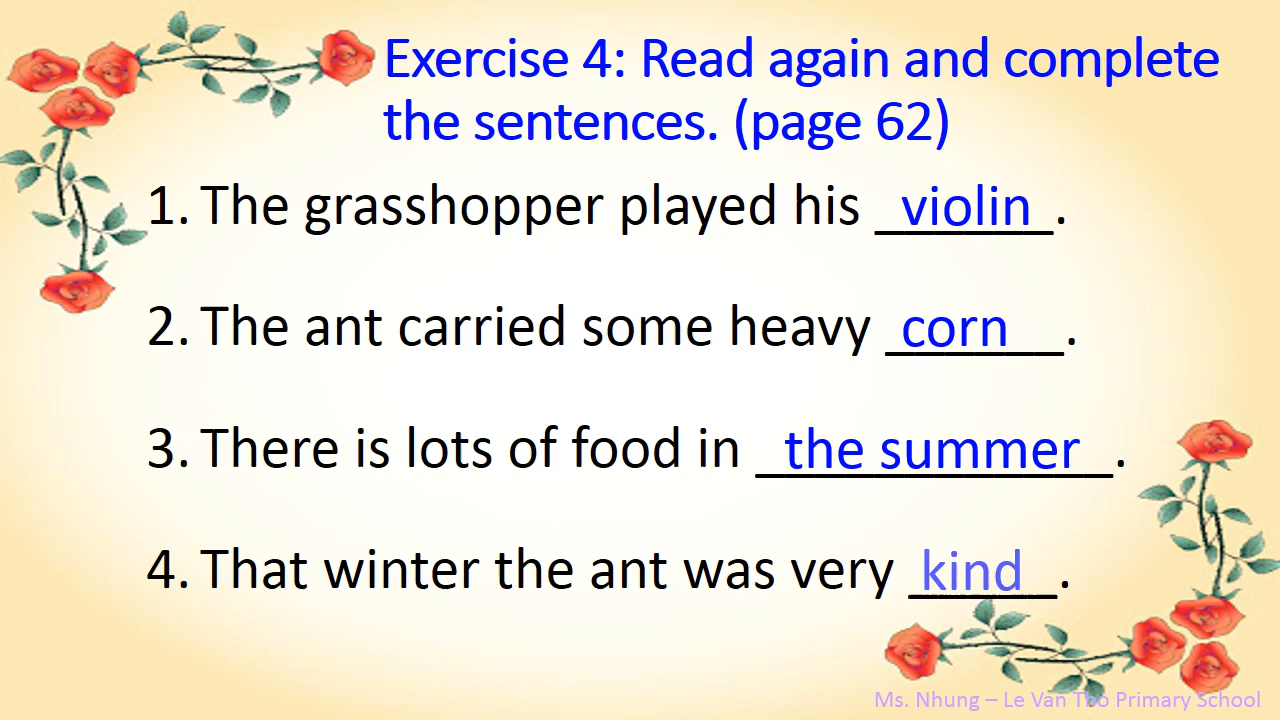 Exercise 4: Read again and complete
the sentences. (page 62)
1. The grasshopper played his violin.
2. The ant carried some heavy corn.
3. There is lots of food in the summer.
4. That winter the ant was very kind.
Ms. Nhung – Le Van Tho Primary School